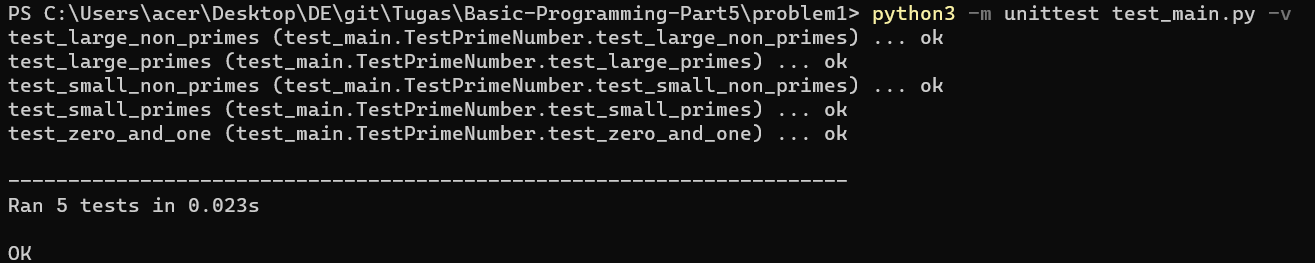 PS C:\Users\acer\Desktop\DE\git\Tugas\Basic-Programming-Part5\problem1> python3 -m unittest test_main.py -v
test_large_non_primes (test_main.TestPrimeNumber.test_large_non_primes) ... ok
test_large_primes (test_main.TestPrimeNumber.test_large_primes) ... ok
test_small_non_primes (test_main.TestPrimeNumber.test_small_non_primes) ... ok
test_small_primes (test_main.TestPrimeNumber.test_small_primes) ... ok
test_zero_and_one (test_main.TestPrimeNumber.test_zero_and_one) ... ok
----------------------------------------------------------------------
Ran 5 tests in 0.023s
OK